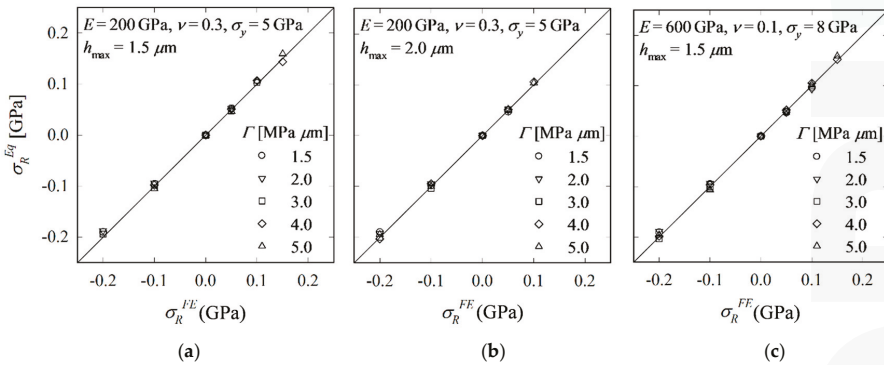 E = 200 GPa, ν = 0.3, σy = 5 GPa
hmax = 1.5 μm
0.2
0.1
0.0
-0.1
-0.2
σR^Eq [GPa]
Γ [MPa μm]
1.5
2.0
3.0
4.0
5.0
-0.2 -0.1 0.0 0.1 0.2
σR^FE (GPa)
(a)
E = 200 GPa, ν = 0.3, σy = 5 GPa
hmax = 2.0 μm
Γ [MPa μm]
1.5
2.0
3.0
4.0
5.0
-0.2 -0.1 0.0 0.1 0.2
σR^FE (GPa)
(b)
E = 600 GPa, ν = 0.1, σy = 8 GPa
hmax = 1.5 μm
Γ [MPa μm]
1.5
2.0
3.0
4.0
5.0
-0.2 -0.1 0.0 0.1 0.2
σR^FE (GPa)
(c)